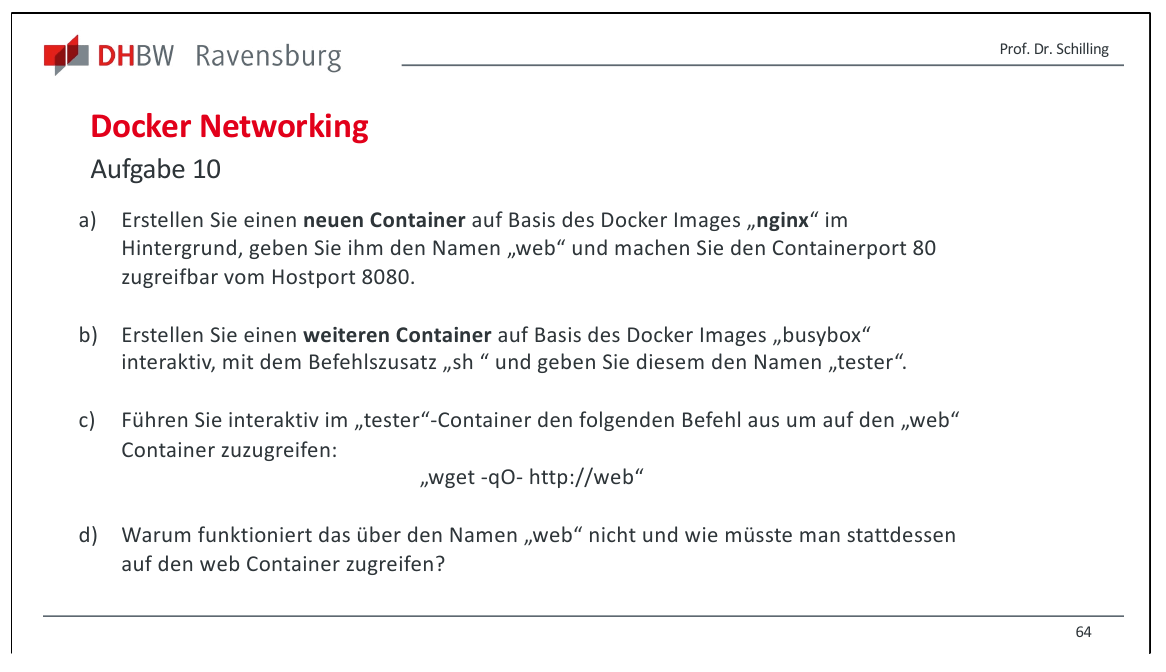 DHBW Ravensburg
Prof. Dr. Schilling
Docker Networking
Aufgabe 10
a) Erstellen Sie einen neuen Container auf Basis des Docker Images „nginx“ im
Hintergrund, geben Sie ihm den Namen „web“ und machen Sie den Containerport 80
zugreifbar vom Hostport 8080.
b) Erstellen Sie einen weiteren Container auf Basis des Docker Images „busybox“
interaktiv, mit dem Befehlszusatz „sh “ und geben Sie diesem den Namen „tester“.
c) Führen Sie interaktiv im „tester“-Container den folgenden Befehl aus um auf den „web“
Container zuzugreifen:
„wget -qO- http://web“
d) Warum funktioniert das über den Namen „web“ nicht und wie müsste man stattdessen
auf den web Container zugreifen?
64